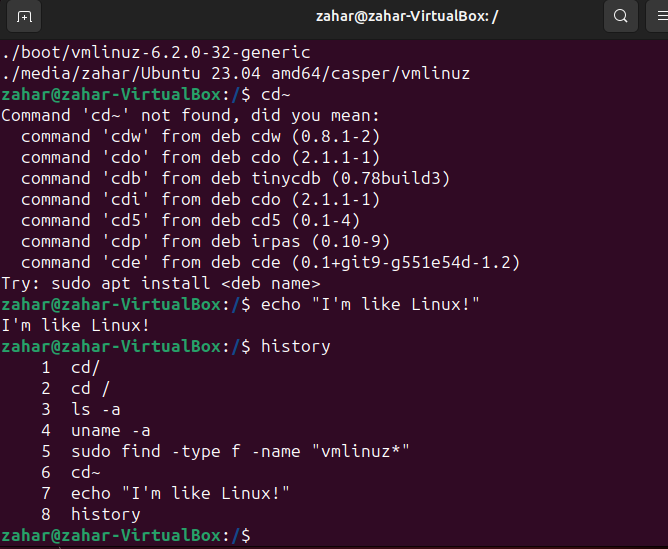 zahar@zahar-VirtualBox: /
./boot/vmlinuz-6.2.0-32-generic
./media/zahar/Ubuntu 23.04 amd64/casper/vmlinuz
zahar@zahar-VirtualBox:/$ cd~
Command 'cd~' not found, did you mean:
  command 'cdw' from deb cdw (0.8.1-2)
  command 'cdo' from deb cdo (2.1.1-1)
  command 'cdb' from deb tinycdb (0.78build3)
  command 'cdi' from deb cdo (2.1.1-1)
  command 'cd5' from deb cd5 (0.1-4)
  command 'cdp' from deb irpas (0.10-9)
  command 'cde' from deb cde (0.1+git9-g551e54d-1.2)
Try: sudo apt install <deb name>
zahar@zahar-VirtualBox:/$ echo "I'm like Linux!"
I'm like Linux!
zahar@zahar-VirtualBox:/$ history
    1  cd/
    2  cd /
    3  ls -a
    4  uname -a
    5  sudo find -type f -name "vmlinuz*"
    6  cd~
    7  echo "I'm like Linux!"
    8  history
zahar@zahar-VirtualBox:/$